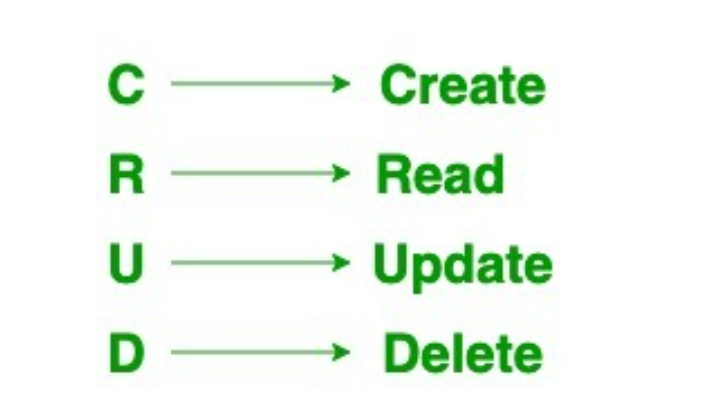 C Create
R Read
U Update
D Delete